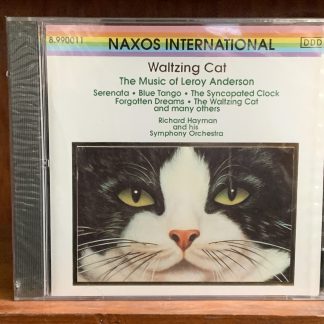 8.990011
NAXOS INTERNATIONAL
DDD
Waltzing Cat
The Music of Leroy Anderson
Serenata • Blue Tango • The Syncopated Clock
Forgotten Dreams • The Waltzing Cat
and many others
Richard Hayman
and his
Symphony Orchestra